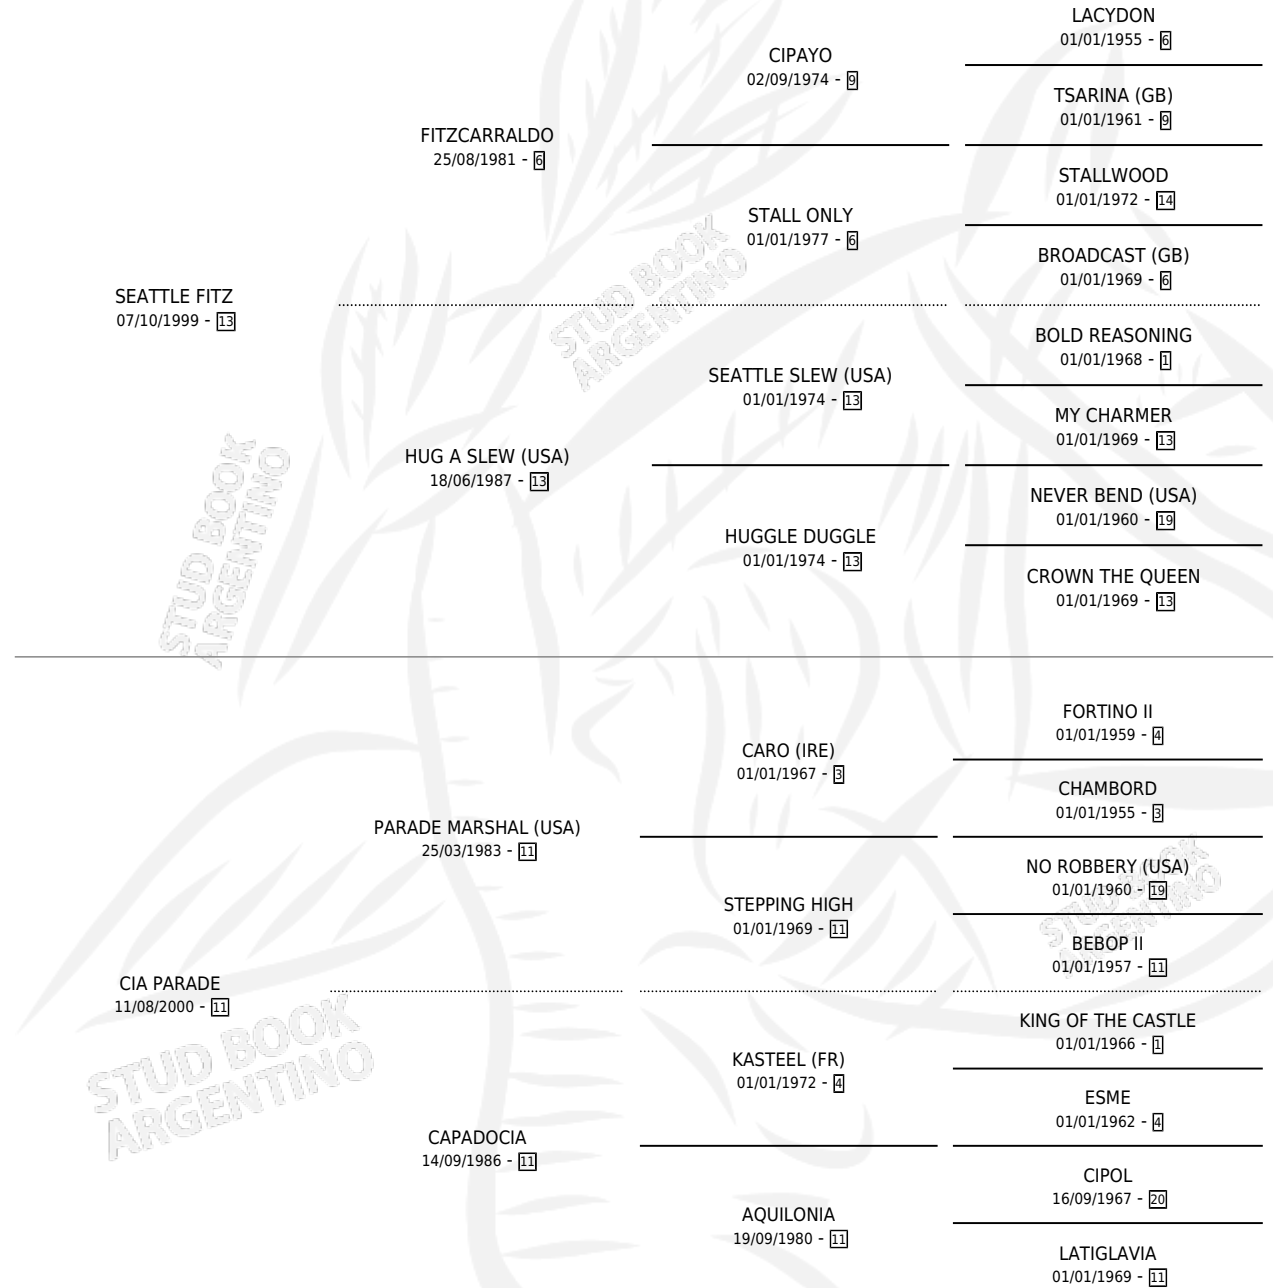 LACYDON
01/01/1955 - 6
CIPAYO
02/09/1974 - 9
TSARINA (GB)
01/01/1961 - 9
FITZCARRALDO
25/08/1981 - 6
STALLWOOD
01/01/1972 - 14
STALL ONLY
01/01/1977 - 6
BROADCAST (GB)
01/01/1969 - 6
SEATTLE FITZ
07/10/1999 - 13
BOLD REASONING
01/01/1968 - 1
SEATTLE SLEW (USA)
01/01/1974 - 13
MY CHARMER
01/01/1969 - 13
HUG A SLEW (USA)
18/06/1987 - 13
NEVER BEND (USA)
01/01/1960 - 19
HUGGLE DUGGLE
01/01/1974 - 13
CROWN THE QUEEN
01/01/1969 - 13
FORTINO II
01/01/1959 - 4
CARO (IRE)
01/01/1967 - 3
CHAMBORD
01/01/1955 - 3
PARADE MARSHAL (USA)
25/03/1983 - 11
NO ROBBERY (USA)
01/01/1960 - 19
STEPPING HIGH
01/01/1969 - 11
BEBOP II
01/01/1957 - 11
CIA PARADE
11/08/2000 - 11
KING OF THE CASTLE
01/01/1966 - 1
KASTEEL (FR)
01/01/1972 - 4
ESME
01/01/1962 - 4
CAPADOCIA
14/09/1986 - 11
CIPOL
16/09/1967 - 20
AQUILONIA
19/09/1980 - 11
LATIGLAVIA
01/01/1969 - 11
STUD BOOK
ARGENTINO
STUD BOOK
ARGENTINO
STUD BOOK
ARGENTINO
STUD BOOK
ARGENTINO